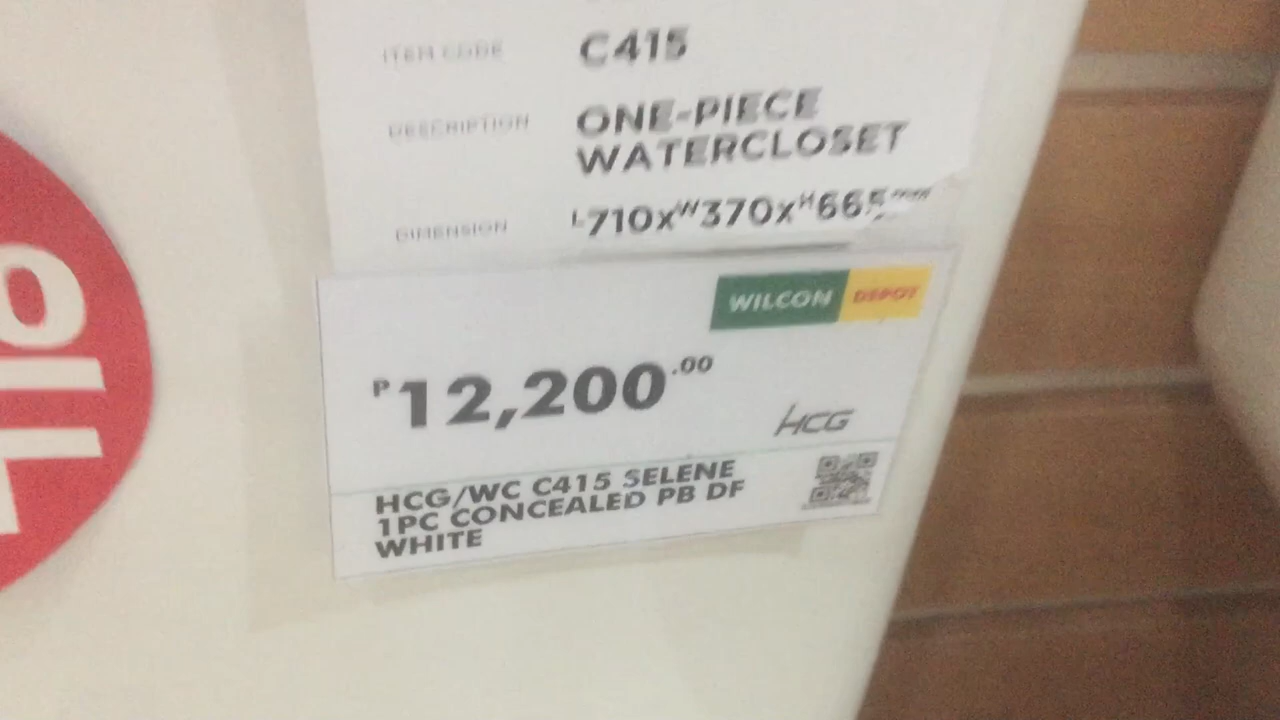 ITEM CODE C415
DESCRIPTION ONE-PIECE
WATERCLOSET
DIMENSION L710xW370xH665mm
WILCON DEPOT
₱12,200.00
HCG
HCG/WC C415 SELENE
1PC CONCEALED PB DF
WHITE